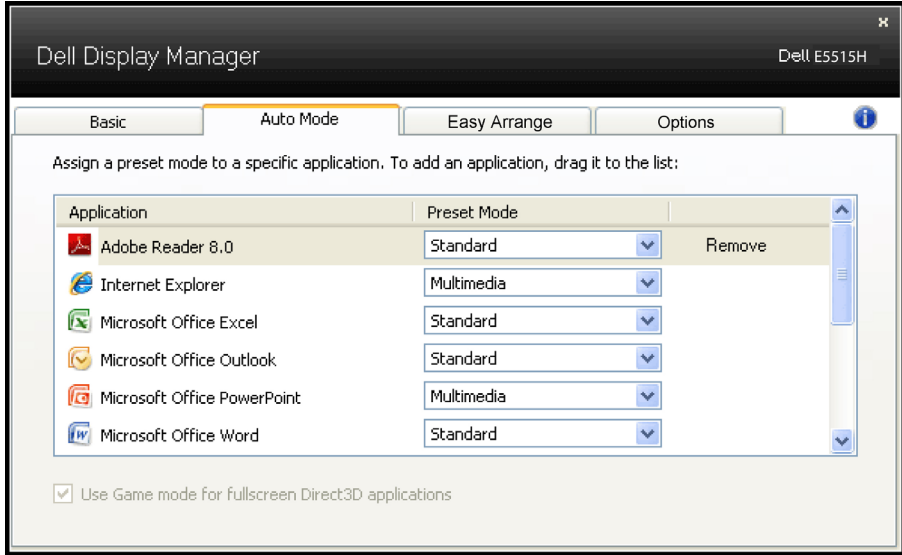 x
Dell Display Manager
Dell E5515H
Basic Auto Mode Easy Arrange Options
Assign a preset mode to a specific application. To add an application, drag it to the list:
Application Preset Mode
Adobe Reader 8.0 Standard Remove
Internet Explorer Multimedia
Microsoft Office Excel Standard
Microsoft Office Outlook Standard
Microsoft Office PowerPoint Multimedia
Microsoft Office Word Standard
Use Game mode for fullscreen Direct3D applications